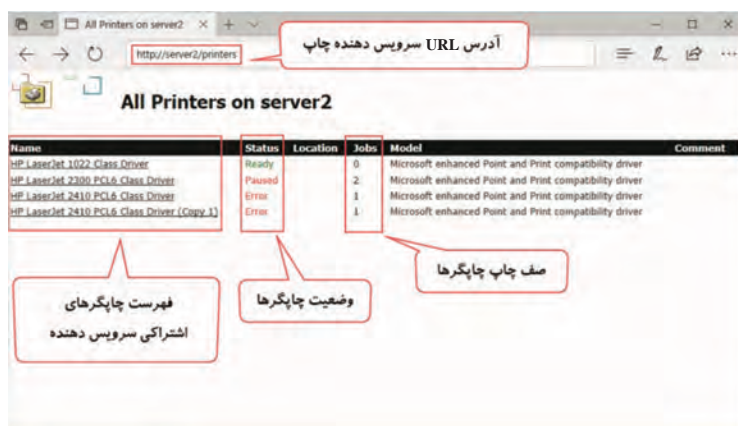 All Printers on server2
http://server2/printers
آدرس URL سرویس دهنده چاپ
All Printers on server2
Name Status Location Jobs Model Comment
HP LaserJet 1022 Class Driver Ready 0 Microsoft enhanced Point and Print compatibility driver
HP LaserJet 2300 PCL6 Class Driver Paused 2 Microsoft enhanced Point and Print compatibility driver
HP LaserJet 2410 PCL6 Class Driver Error 1 Microsoft enhanced Point and Print compatibility driver
HP LaserJet 2410 PCL6 Class Driver (Copy 1) Error 1 Microsoft enhanced Point and Print compatibility driver
صف چاپ چاپگرها
وضعیت چاپگرها
فهرست چاپگرهای
اشتراکی سرویس دهنده